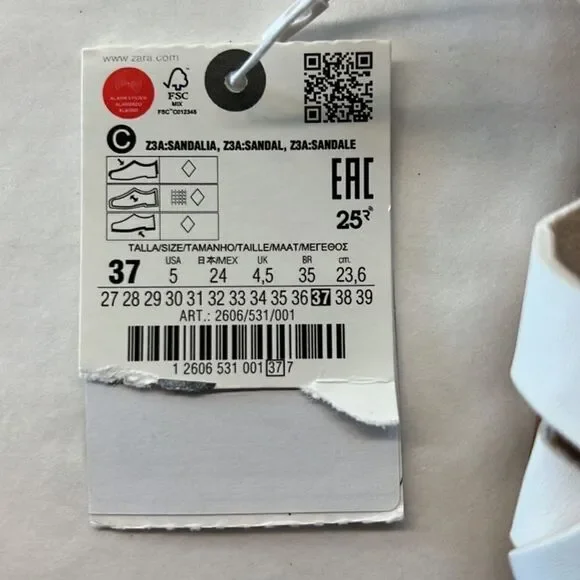 www.zara.com
FSC
MIX
FSC™C012345
C Z3A:SANDALIA, Z3A:SANDAL, Z3A:SANDALE
EAC
25R
TALLA/SIZE/TAMANHO/TAILLE/MAAT/ΜΕΓΕΘΟΣ
USA 日本/MEX UK BR cm.
37 5 24 4,5 35 23,6
27 28 29 30 31 32 33 34 35 36 37 38 39
ART.: 2606/531/001
1 2606 531 001 37 7